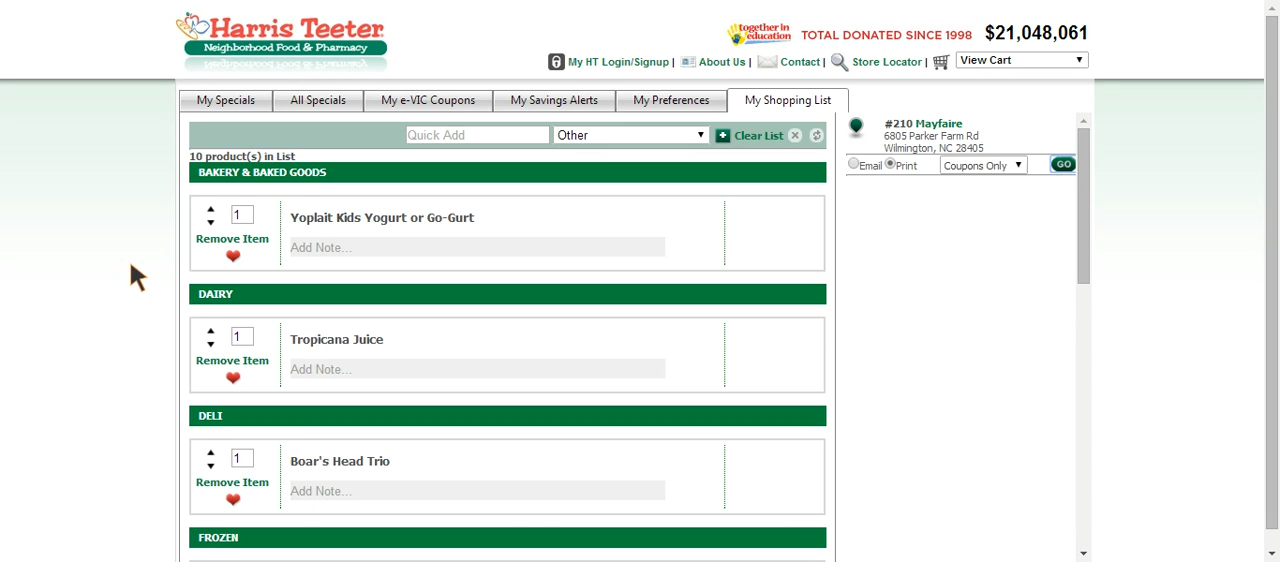 Harris Teeter
Neighborhood Food & Pharmacy
together in education
TOTAL DONATED SINCE 1998 $21,048,061
My HT Login/Signup | About Us | Contact | Store Locator | View Cart
My Specials All Specials My e-VIC Coupons My Savings Alerts My Preferences My Shopping List
Quick Add Other Clear List
10 product(s) in List
#210 Mayfaire
6805 Parker Farm Rd
Wilmington, NC 28405
Email Print Coupons Only GO
BAKERY & BAKED GOODS
1 Yoplait Kids Yogurt or Go-Gurt
Remove Item Add Note...
DAIRY
1 Tropicana Juice
Remove Item Add Note...
DELI
1 Boar's Head Trio
Remove Item Add Note...
FROZEN